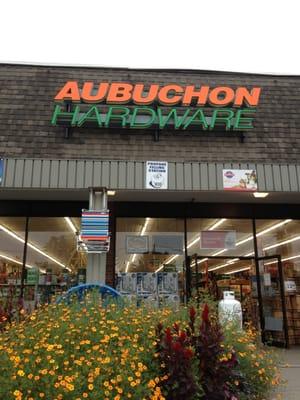 AUBUCHON
HARDWARE
PROPANE
FILLING
STATION